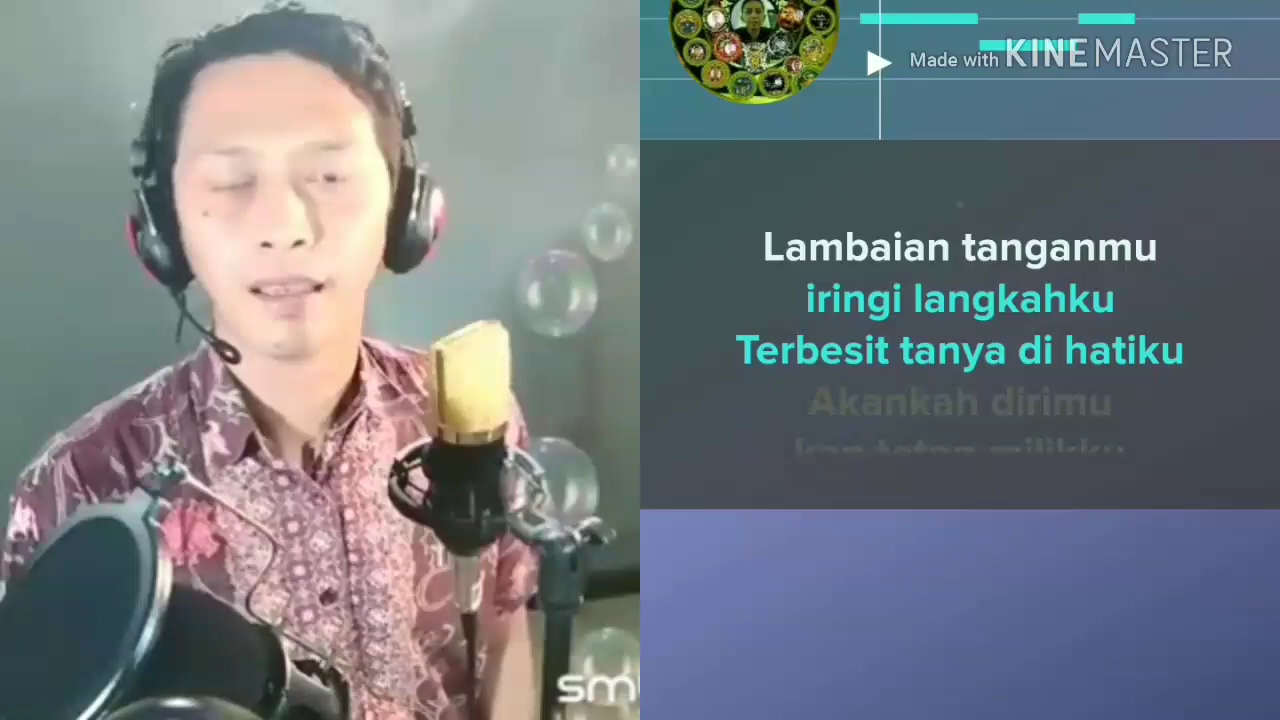 Made with KINEMASTER
Lambaian tanganmu
iringi langkahku
Terbesit tanya di hatiku
Akankah dirimu
sm